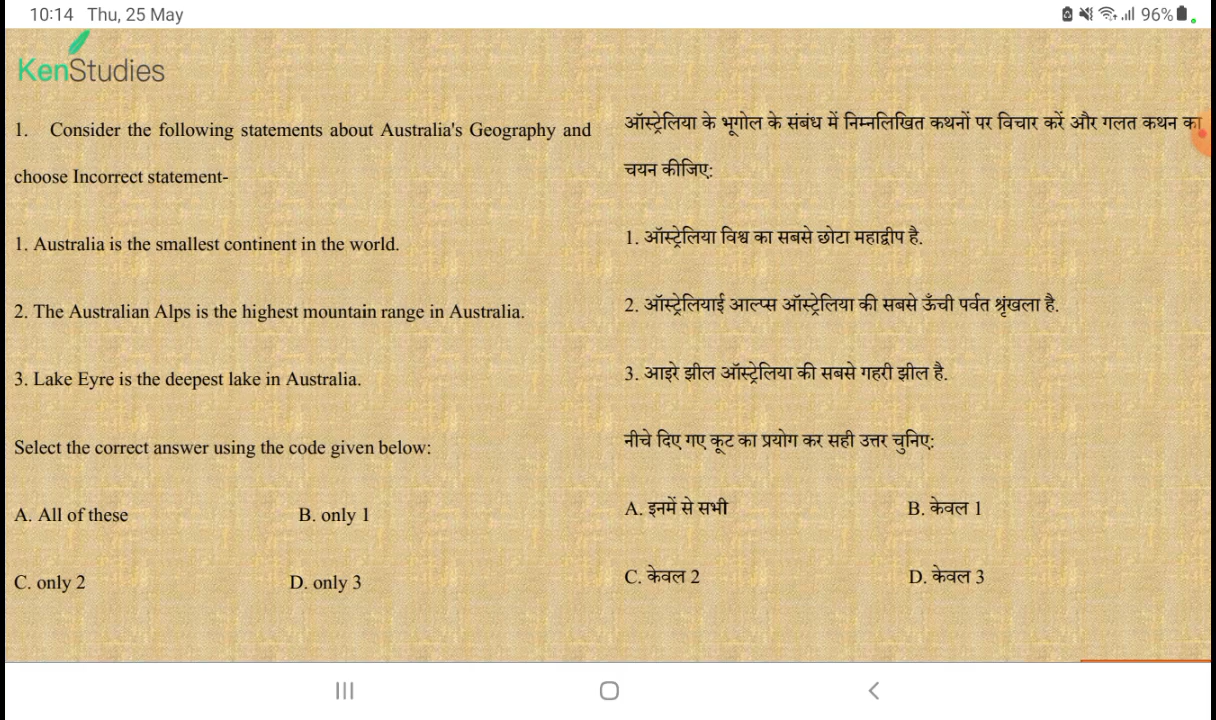 10:14 Thu, 25 May
96%
KenStudies
1. Consider the following statements about Australia's Geography and
choose Incorrect statement-
1. Australia is the smallest continent in the world.
2. The Australian Alps is the highest mountain range in Australia.
3. Lake Eyre is the deepest lake in Australia.
Select the correct answer using the code given below:
A. All of these B. only 1
C. only 2 D. only 3
ऑस्ट्रेलिया के भूगोल के संबंध में निम्नलिखित कथनों पर विचार करें और गलत कथन का
चयन कीजिए:
1. ऑस्ट्रेलिया विश्व का सबसे छोटा महाद्वीप है.
2. ऑस्ट्रेलियाई आल्प्स ऑस्ट्रेलिया की सबसे ऊँची पर्वत श्रृंखला है.
3. आइरे झील ऑस्ट्रेलिया की सबसे गहरी झील है.
नीचे दिए गए कूट का प्रयोग कर सही उत्तर चुनिए:
A. इनमें से सभी B. केवल 1
C. केवल 2 D. केवल 3